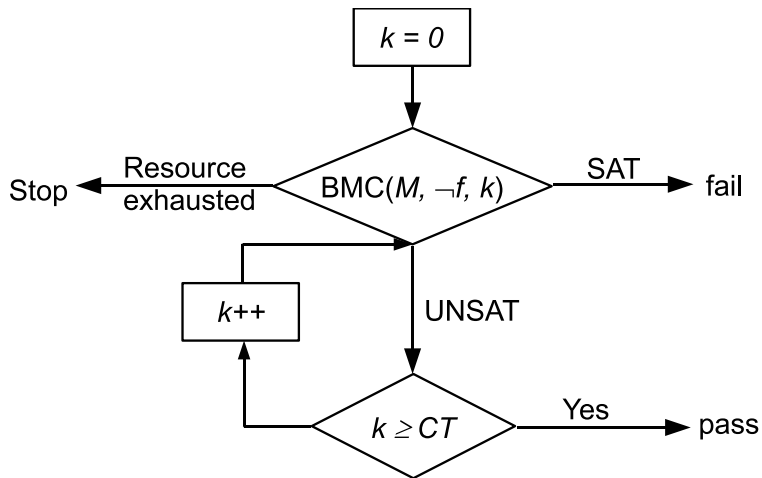 k = 0
Stop
Resource
exhausted
BMC(M, ¬f, k)
SAT
fail
k++
UNSAT
k ≥ CT
Yes
pass